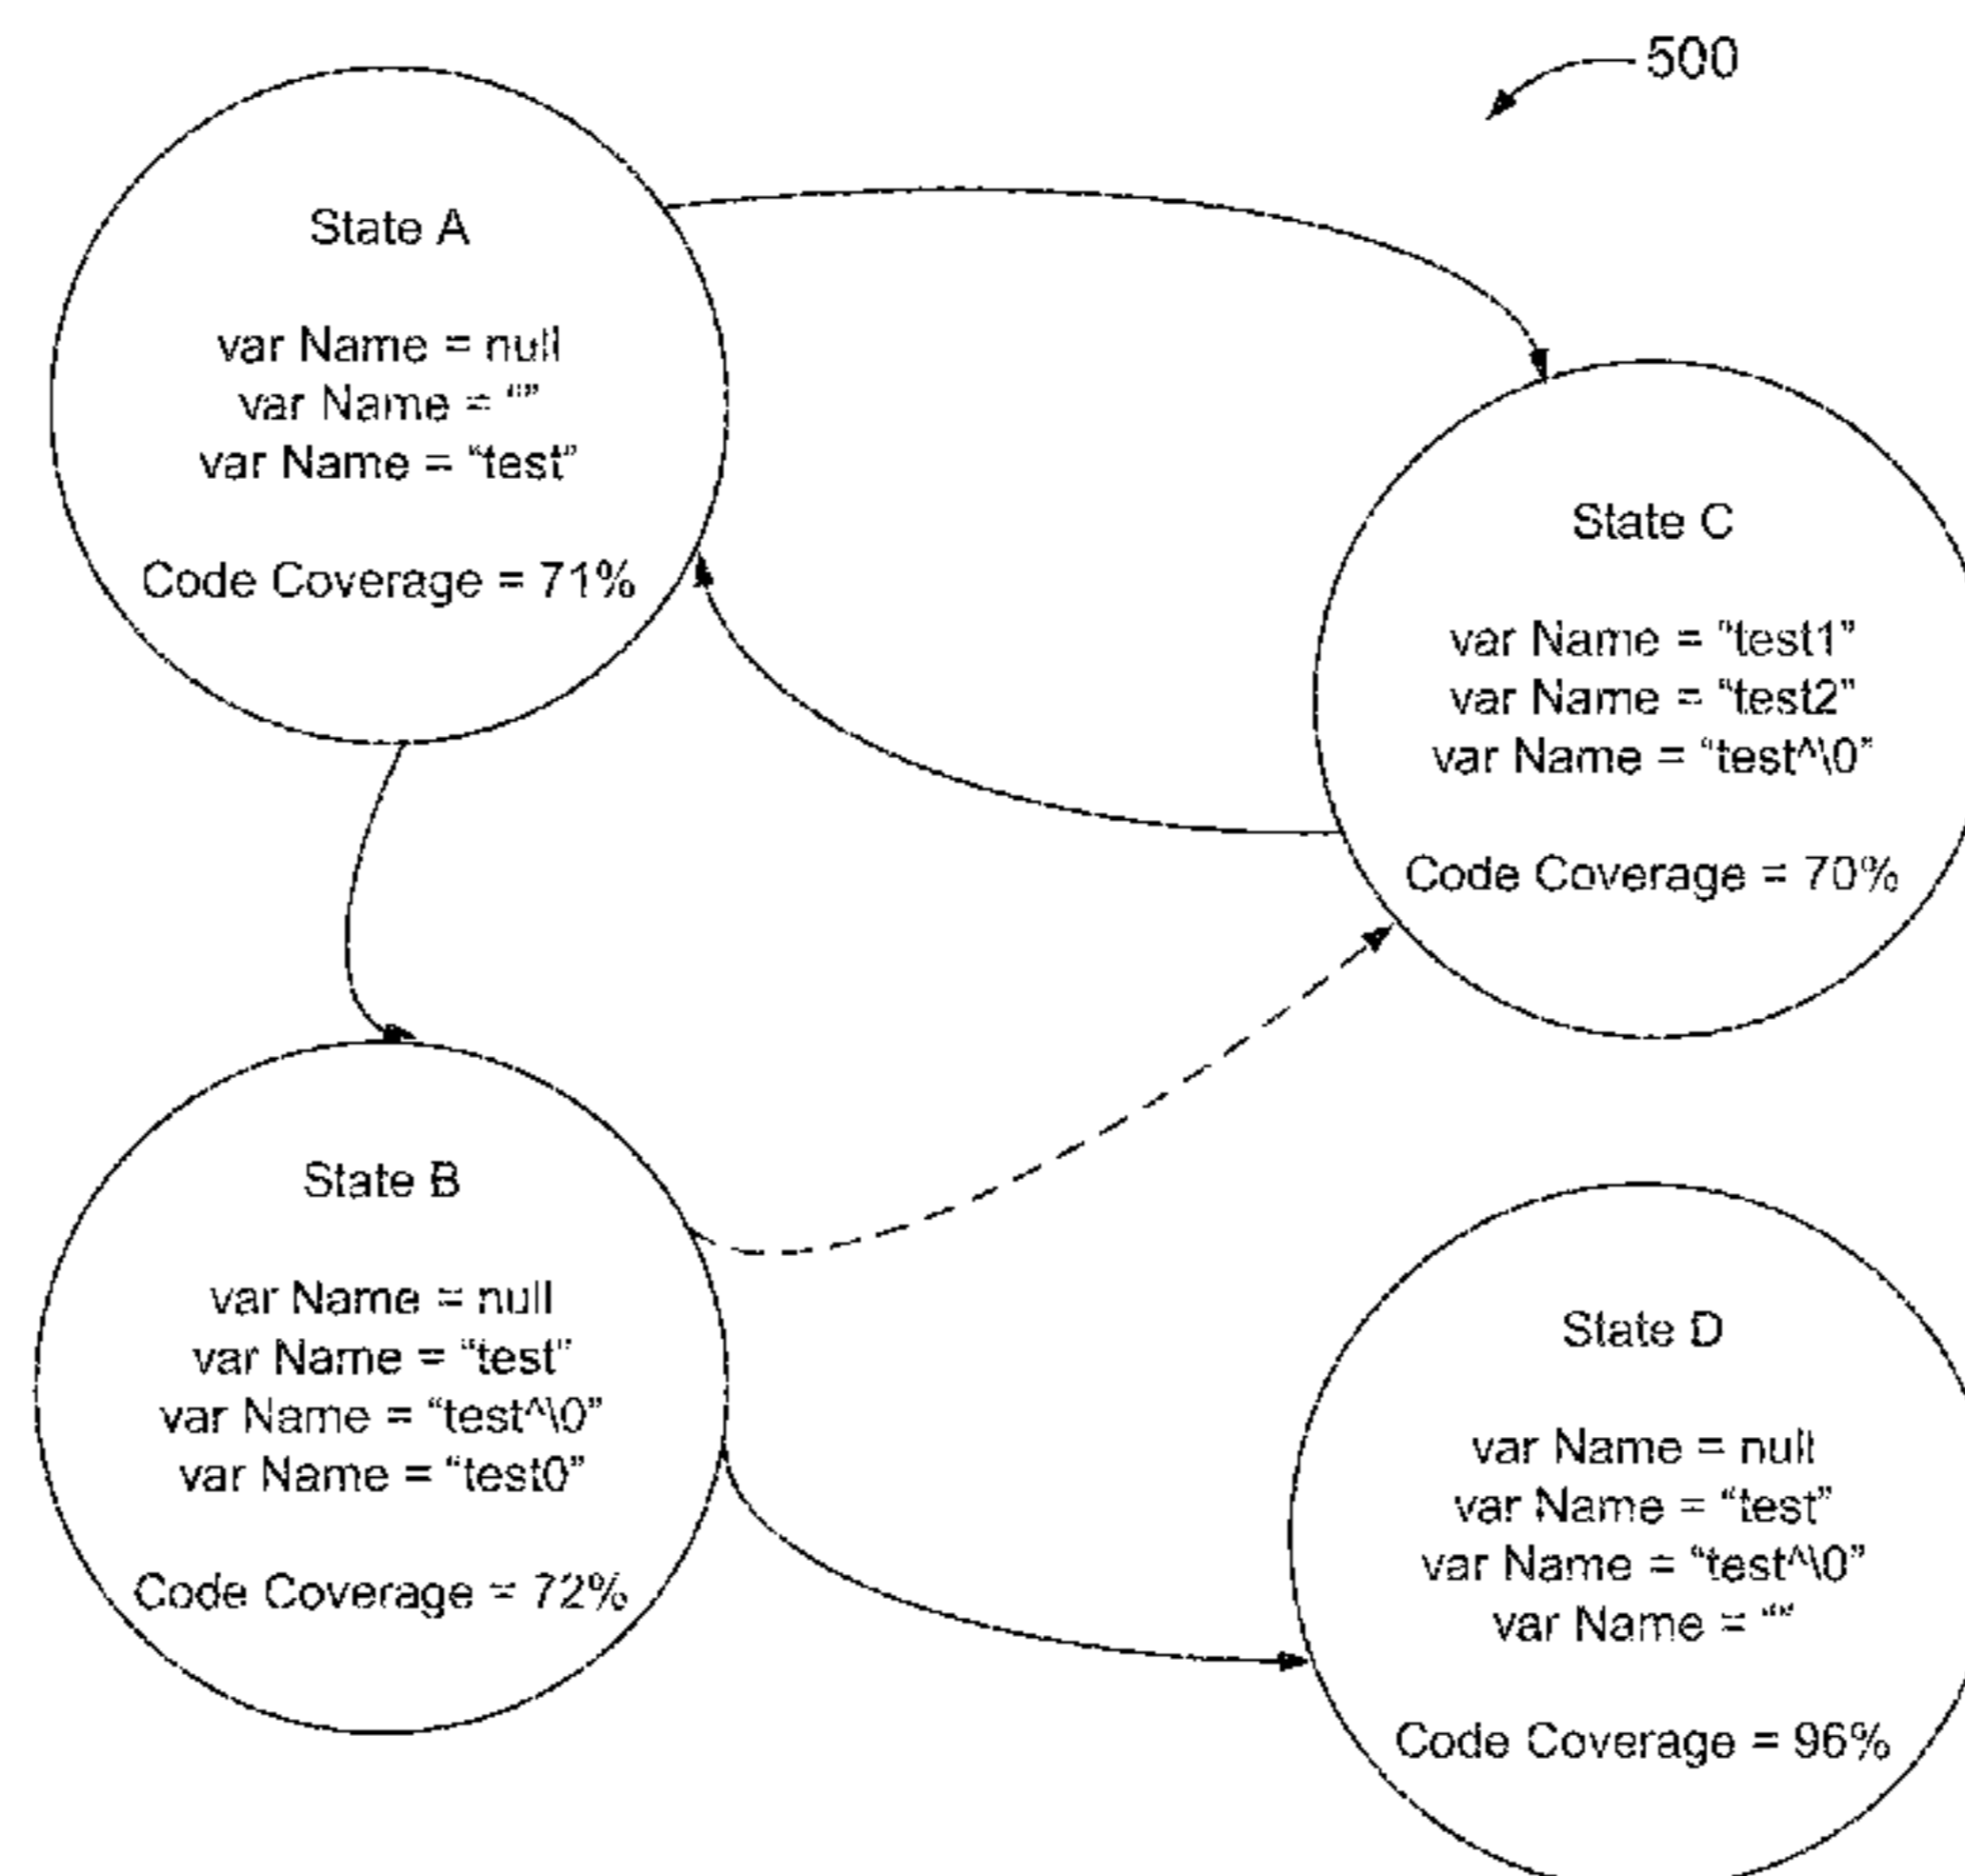 500
State A
var Name = null
var Name = “”
var Name = “test”
Code Coverage = 71%
State C
var Name = “test1”
var Name = “test2”
var Name = “test^\0”
Code Coverage = 70%
State B
var Name = null
var Name = “test”
var Name = “test^\0”
var Name = “test0”
Code Coverage = 72%
State D
var Name = null
var Name = “test”
var Name = “test^\0”
var Name = “”
Code Coverage = 96%